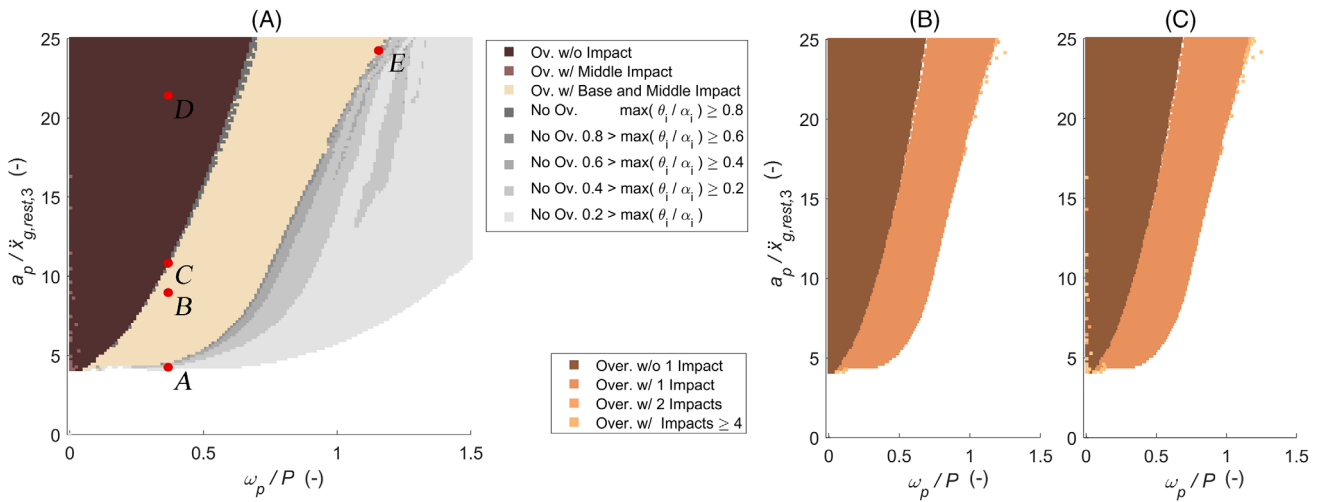 (A)
25
20
15
10
5
0
a_p / ẍ_g,rest,3 (-)
0
0.5
1
1.5
ω_p / P (-)
A
B
C
D
E
Ov. w/o Impact
Ov. w/ Middle Impact
Ov. w/ Base and Middle Impact
No Ov. max( θ_i / α_i ) ≥ 0.8
No Ov. 0.8 > max( θ_i / α_i ) ≥ 0.6
No Ov. 0.6 > max( θ_i / α_i ) ≥ 0.4
No Ov. 0.4 > max( θ_i / α_i ) ≥ 0.2
No Ov. 0.2 > max( θ_i / α_i )
Over. w/o 1 Impact
Over. w/ 1 Impact
Over. w/ 2 Impacts
Over. w/ Impacts ≥ 4
(B)
25
20
15
10
5
0
a_p / ẍ_g,rest,3 (-)
0
0.5
1
1.5
ω_p / P (-)
(C)
25
20
15
10
5
0
a_p / ẍ_g,rest,3 (-)
0
0.5
1
1.5
ω_p / P (-)